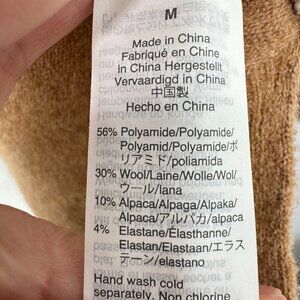 M
Made in China
Fabriqué en Chine
in China Hergestellt
Vervaardigd in China
中国製
Hecho en China
56% Polyamide/Polyamide/
Polyamid/Polyamide/ポ
リアミド/poliamida
30% Wool/Laine/Wolle/Wol/
ウール/lana
10% Alpaca/Alpaga/Alpaka/
Alpaca/アルパカ/alpaca
4% Elastane/Élasthanne/
Elastan/Elastaan/エラス
テーン/elastano
Hand wash cold
separately. Non chlorine